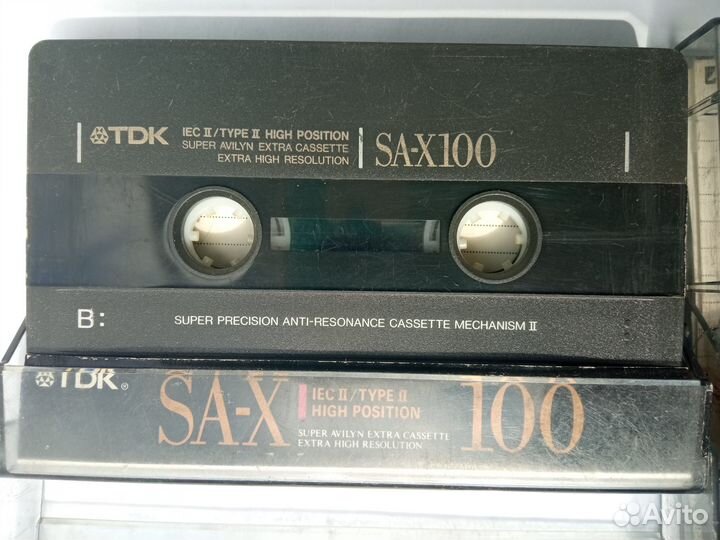 TDK
IEC II/TYPE II HIGH POSITION
SUPER AVILYN EXTRA CASSETTE
EXTRA HIGH RESOLUTION
SA-X100
B:
SUPER PRECISION ANTI-RESONANCE CASSETTE MECHANISM II
TDK®
SA-X
IEC II/TYPE II
HIGH POSITION
SUPER AVILYN EXTRA CASSETTE
EXTRA HIGH RESOLUTION
100
Avito